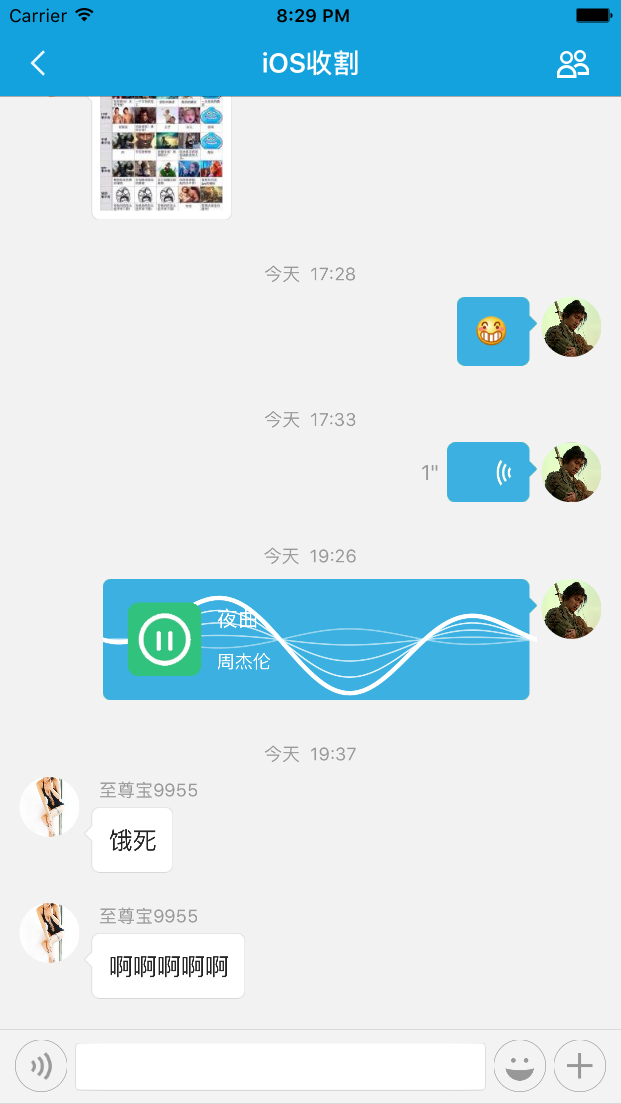 Carrier
8:29 PM
iOS收割
今天 17:28
今天 17:33
1"
今天 19:26
夜曲
周杰伦
今天 19:37
至尊宝9955
饿死
至尊宝9955
啊啊啊啊啊